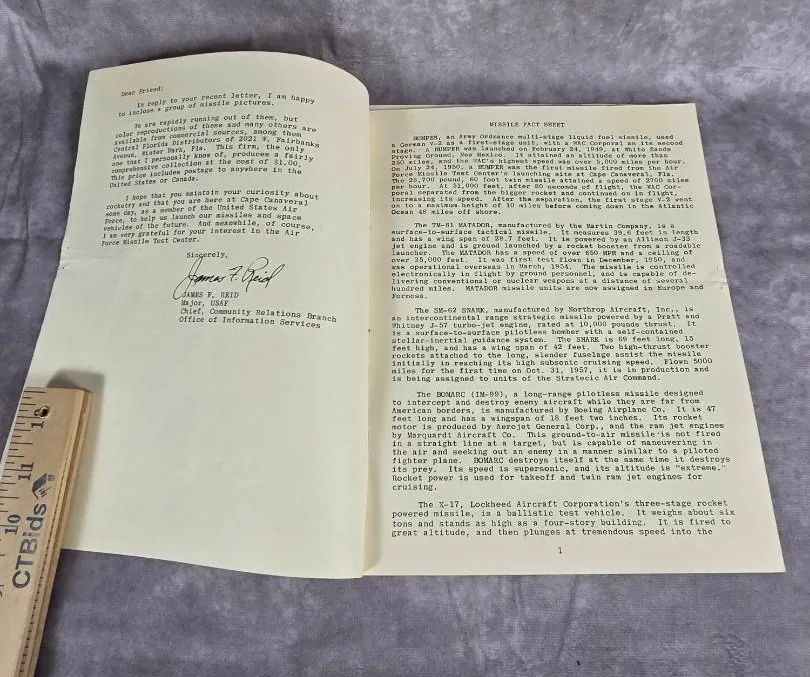 Dear Friend:
In reply to your recent letter, I am happy
to inclose a group of missile pictures.
We are rapidly running out of them, but
color reproductions of those and many others are
available from commercial sources, among them
Central Florida Distributors of 2021 W. Fairbanks
Avenue, Winter Park, Fla. This firm, the only
one that I personally know of, produces a fairly
comprehensive collection at the cost of $1.00.
This price includes postage to anywhere in the
United States or Canada.
I hope that you maintain your curiosity about
rocketry and that you are here at Cape Canaveral
some day, as a member of the United States Air
Force, to help us launch our missiles and space
vehicles of the future. And meanwhile, of course,
I am very grateful for your interest in the Air
Force Missile Test Center.
Sincerely,
James F. Reid
JAMES F. REID
Major, USAF
Chief, Community Relations Branch
Office of Information Services
MISSILE FACT SHEET
BUMPER, an Army Ordnance multi-stage liquid fuel missile, used
a German V-2 as a first-stage unit, with a WAC Corporal as its second
stage. A BUMPER was launched on February 24, 1949, at White Sands
Proving Ground, New Mexico. It attained an altitude of more than
250 miles, and the WAC's highest speed was over 5,000 miles per hour.
On July 24, 1950, a BUMPER was the first missile fired from the Air
Force Missile Test Center's launching site at Cape Canaveral, Fla.
The 28,700 pound, 60 foot twin missile attained a speed of 2700 miles
per hour. At 51,000 feet, after 80 seconds of flight, the WAC Cor-
poral separated from the bigger rocket and continued on in flight,
increasing its speed. After the separation, the first stage V-2 went
on to a maximum height of 10 miles before coming down in the Atlantic
Ocean 48 miles off shore.
The TM-61 MATADOR, manufactured by the Martin Company, is a
surface-to-surface tactical missile. It measures 39.6 feet in length
and has a wing span of 28.7 feet. It is powered by an Allison J-33
jet engine and is ground launched by a rocket booster from a roadable
launcher. The MATADOR has a speed of over 650 MPH and a ceiling of
over 35,000 feet. It was first test flown in December, 1950, and
was operational overseas in March, 1954. The missile is controlled
electronically in flight by ground personnel, and is capable of de-
livering conventional or nuclear weapons at a distance of several
hundred miles. MATADOR missile units are now assigned in Europe and
Formosa.
The SM-62 SNARK, manufactured by Northrop Aircraft, Inc., is
an intercontinental range strategic missile powered by a Pratt and
Whitney J-57 turbo-jet engine, rated at 10,000 pounds thrust. It
is a surface-to-surface pilotless bomber with a self-contained
stellar-inertial guidance system. The SNARK is 69 feet long, 15
feet high, and has a wing span of 42 feet. Two high-thrust booster
rockets attached to the long, slender fuselage assist the missile
initially in reaching its high subsonic cruising speed. Flown 5000
miles for the first time on Oct. 31, 1957, it is in production and
is being assigned to units of the Strategic Air Command.
The BOMARC (IM-99), a long-range pilotless missile designed
to intercept and destroy enemy aircraft while they are far from
American borders, is manufactured by Boeing Airplane Co. It is 47
feet long and has a wingspan of 18 feet two inches. Its rocket
motor is produced by Aerojet General Corp., and the ram jet engines
by Marquardt Aircraft Co. This ground-to-air missile is not fired
in a straight line at a target, but is capable of maneuvering in
the air and seeking out an enemy in a manner similar to a piloted
fighter plane. BOMARC destroys itself at the same time it destroys
its prey. Its speed is supersonic, and its altitude is "extreme."
Rocket power is used for takeoff and twin ram jet engines for
cruising.
The X-17, Lockheed Aircraft Corporation's three-stage rocket
powered missile, is a ballistic test vehicle. It weighs about six
tons and stands as high as a four-story building. It is fired to
great altitude, and then plunges at tremendous speed into the
1
10 11
CTBids